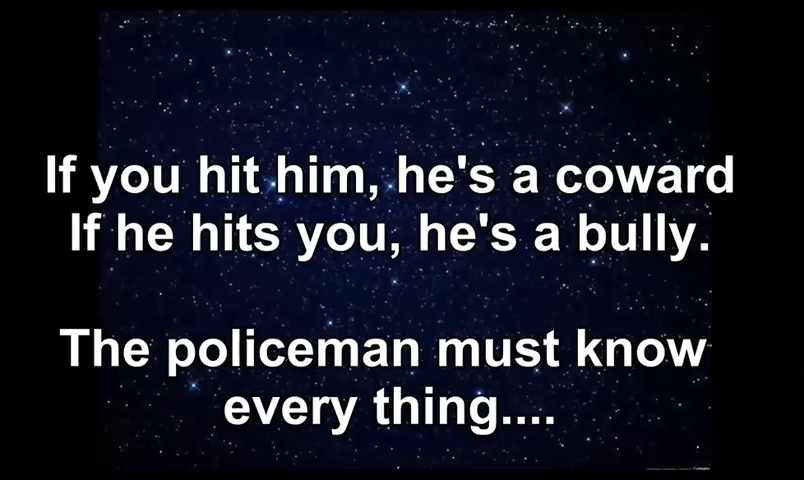 If you hit him, he's a coward
If he hits you, he's a bully.
The policeman must know
every thing....